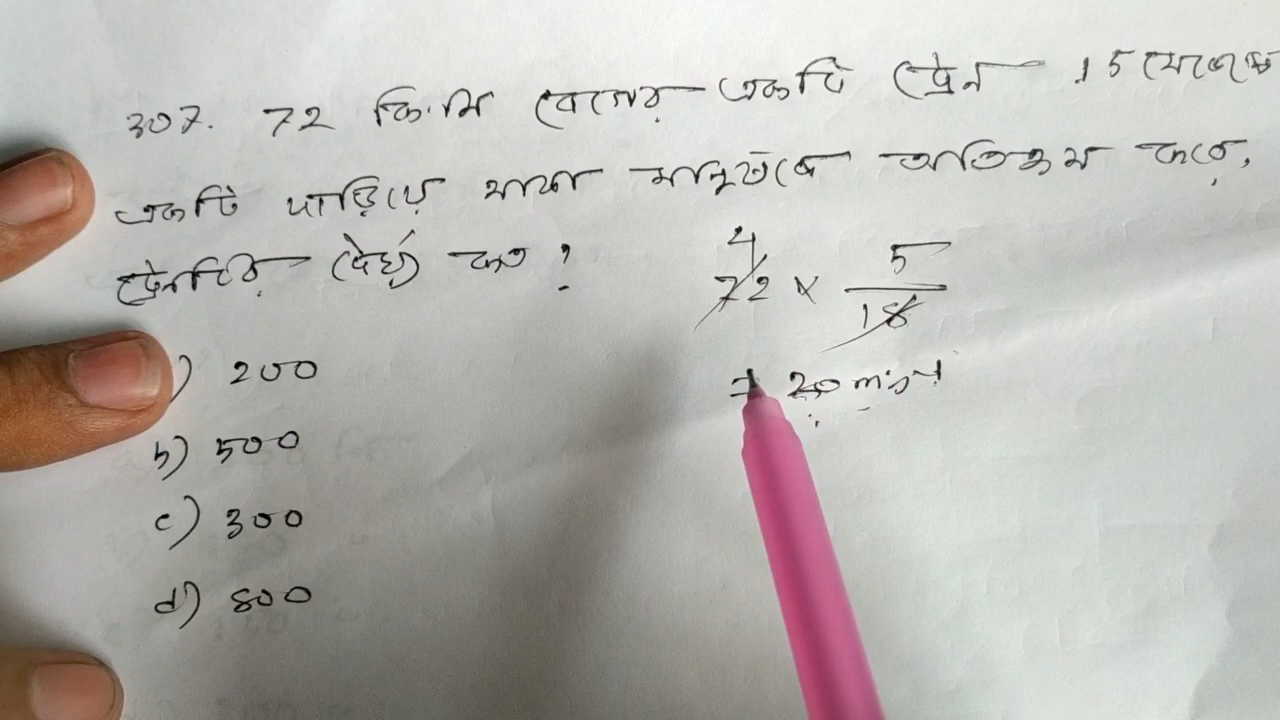 307. 72 কি.মি বেগের একটি ট্রেন 15 সেকেন্ডে
একটি দাঁড়িয়ে থাকা মানুষকে অতিক্রম করে,
ট্রেনটির দৈর্ঘ্য কত ?
4
72 × 5
18
= 20
) 200
b) 500
c) 300
d) 800